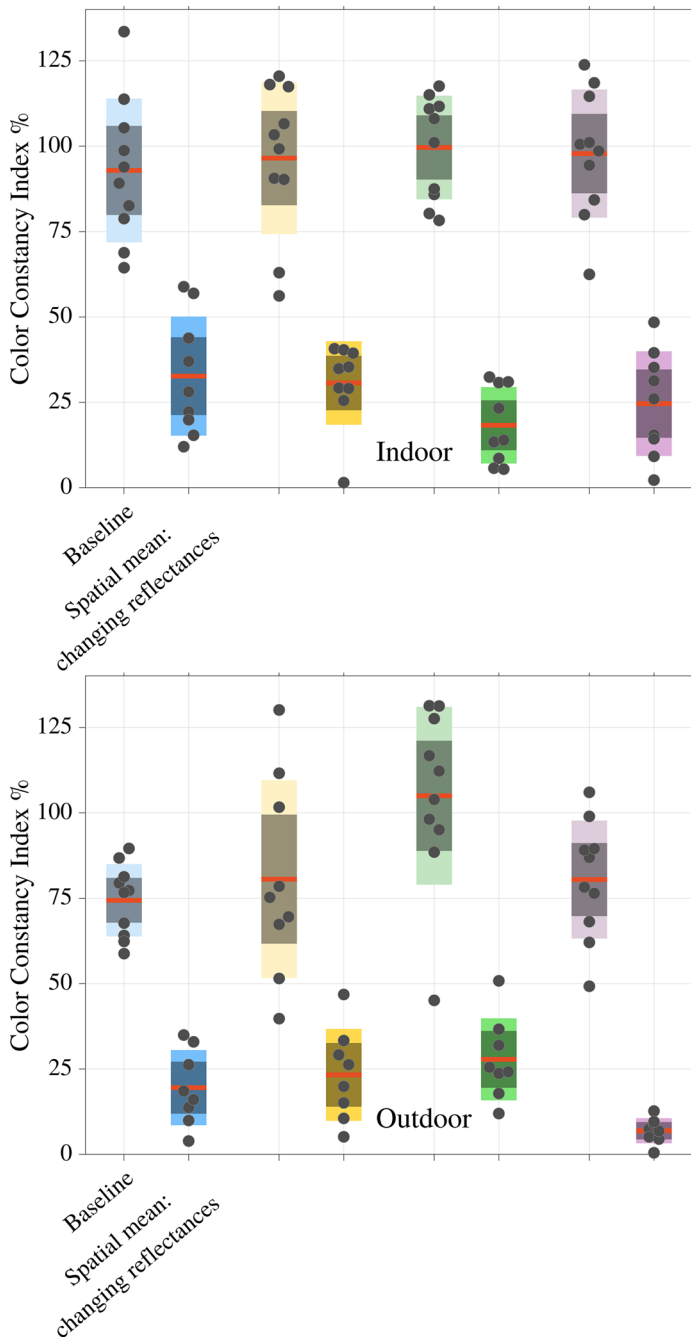 Color Constancy Index %
125
100
75
50
25
0
Indoor
Baseline
Spatial mean:
changing reflectances
Color Constancy Index %
125
100
75
50
25
0
Outdoor
Baseline
Spatial mean:
changing reflectances